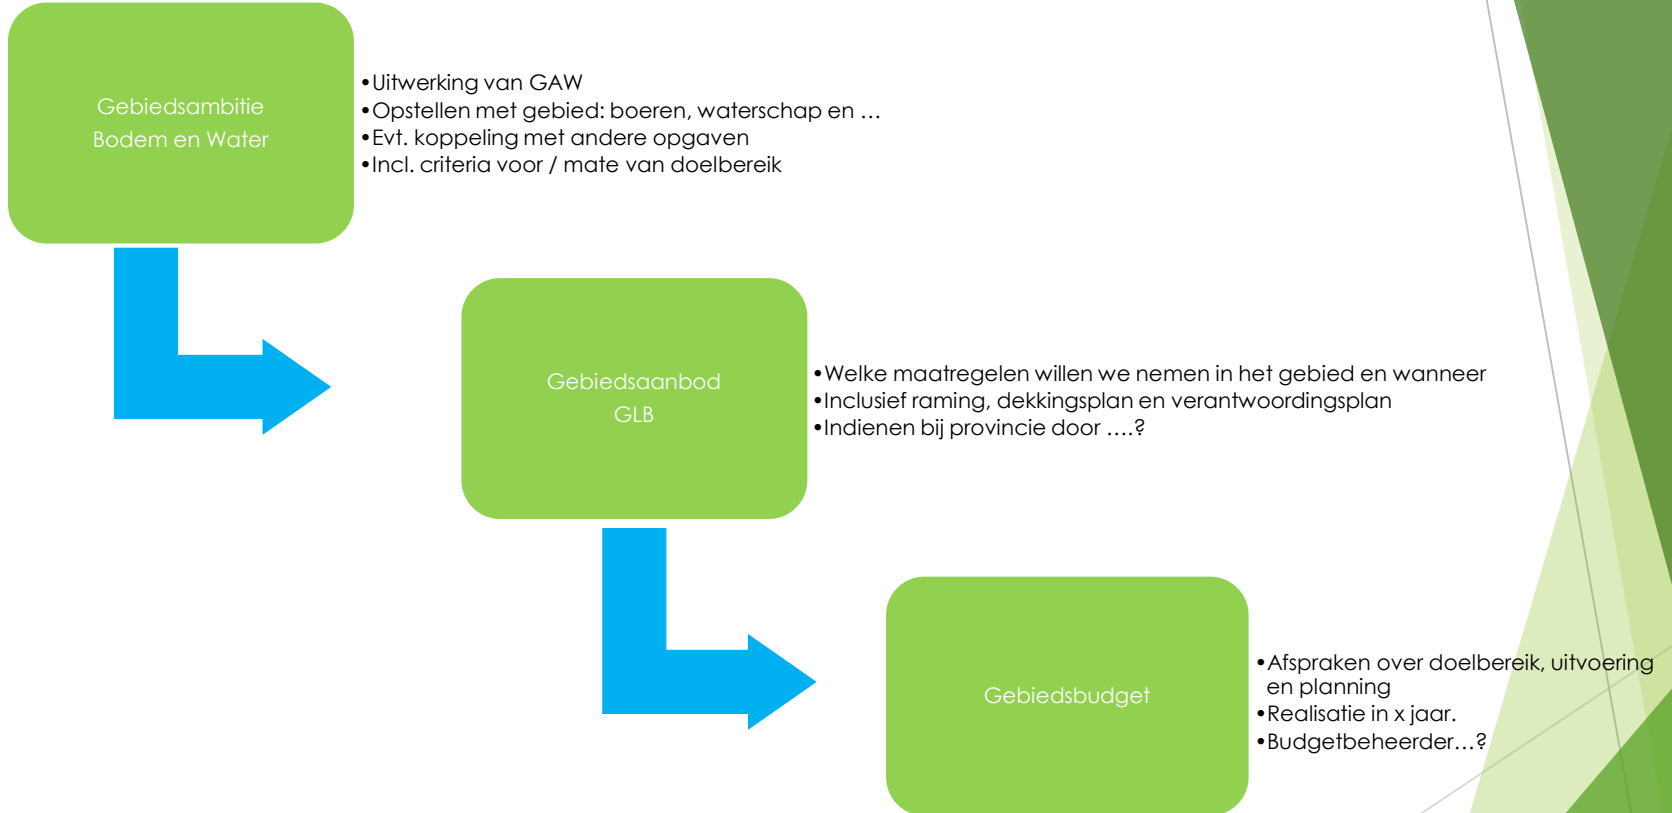 Gebiedsambitie
Bodem en Water
•Uitwerking van GAW
•Opstellen met gebied: boeren, waterschap en …
•Evt. koppeling met andere opgaven
•Incl. criteria voor / mate van doelbereik
Gebiedsaanbod
GLB
•Welke maatregelen willen we nemen in het gebied en wanneer
•Inclusief raming, dekkingsplan en verantwoordingsplan
•Indienen bij provincie door ….?
Gebiedsbudget
•Afspraken over doelbereik, uitvoering
en planning
•Realisatie in x jaar.
•Budgetbeheerder…?